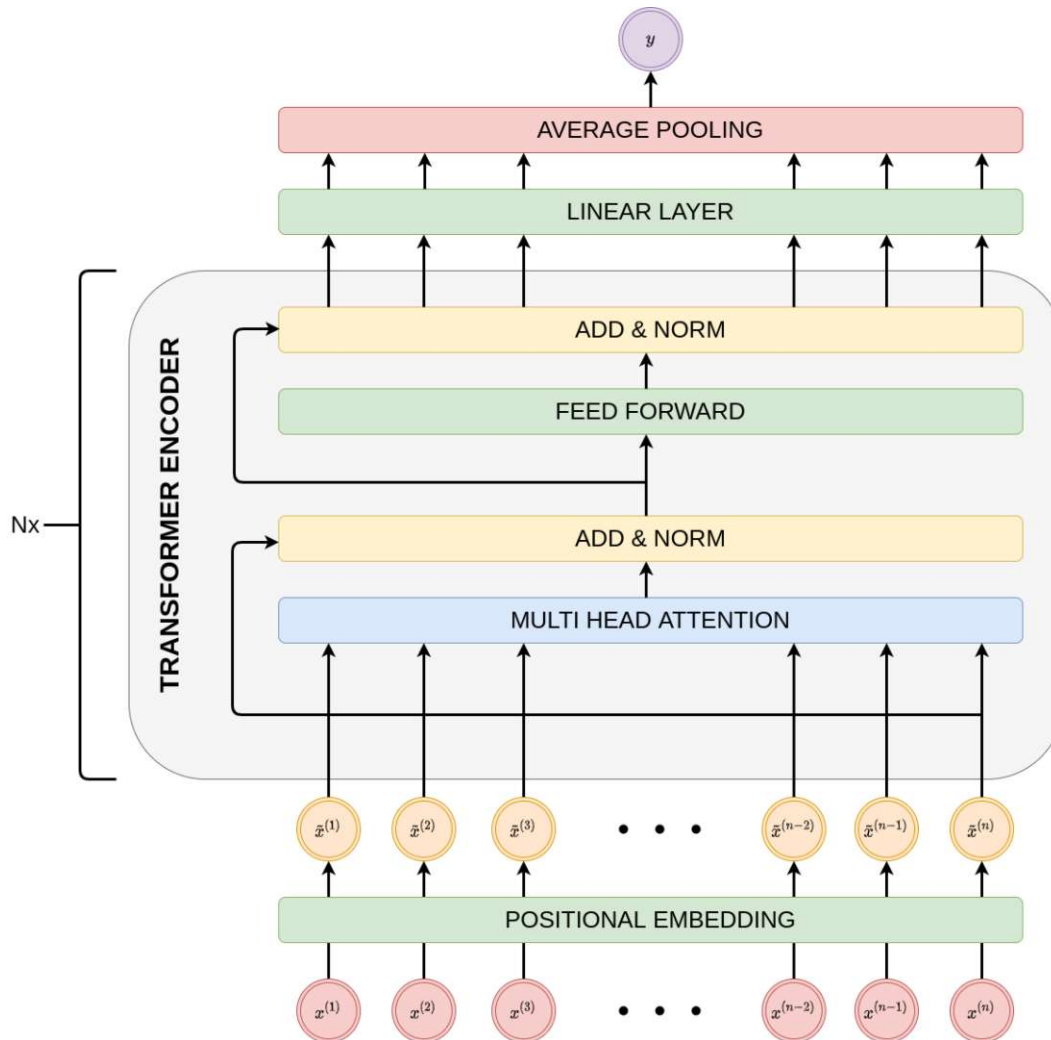 y
AVERAGE POOLING
LINEAR LAYER
ADD & NORM
FEED FORWARD
TRANSFORMER ENCODER
Nx
ADD & NORM
MULTI HEAD ATTENTION
x̃⁽¹⁾ x̃⁽²⁾ x̃⁽³⁾ • • • x̃⁽ⁿ⁻²⁾ x̃⁽ⁿ⁻¹⁾ x̃⁽ⁿ⁾
POSITIONAL EMBEDDING
x⁽¹⁾ x⁽²⁾ x⁽³⁾ • • • x⁽ⁿ⁻²⁾ x⁽ⁿ⁻¹⁾ x⁽ⁿ⁾